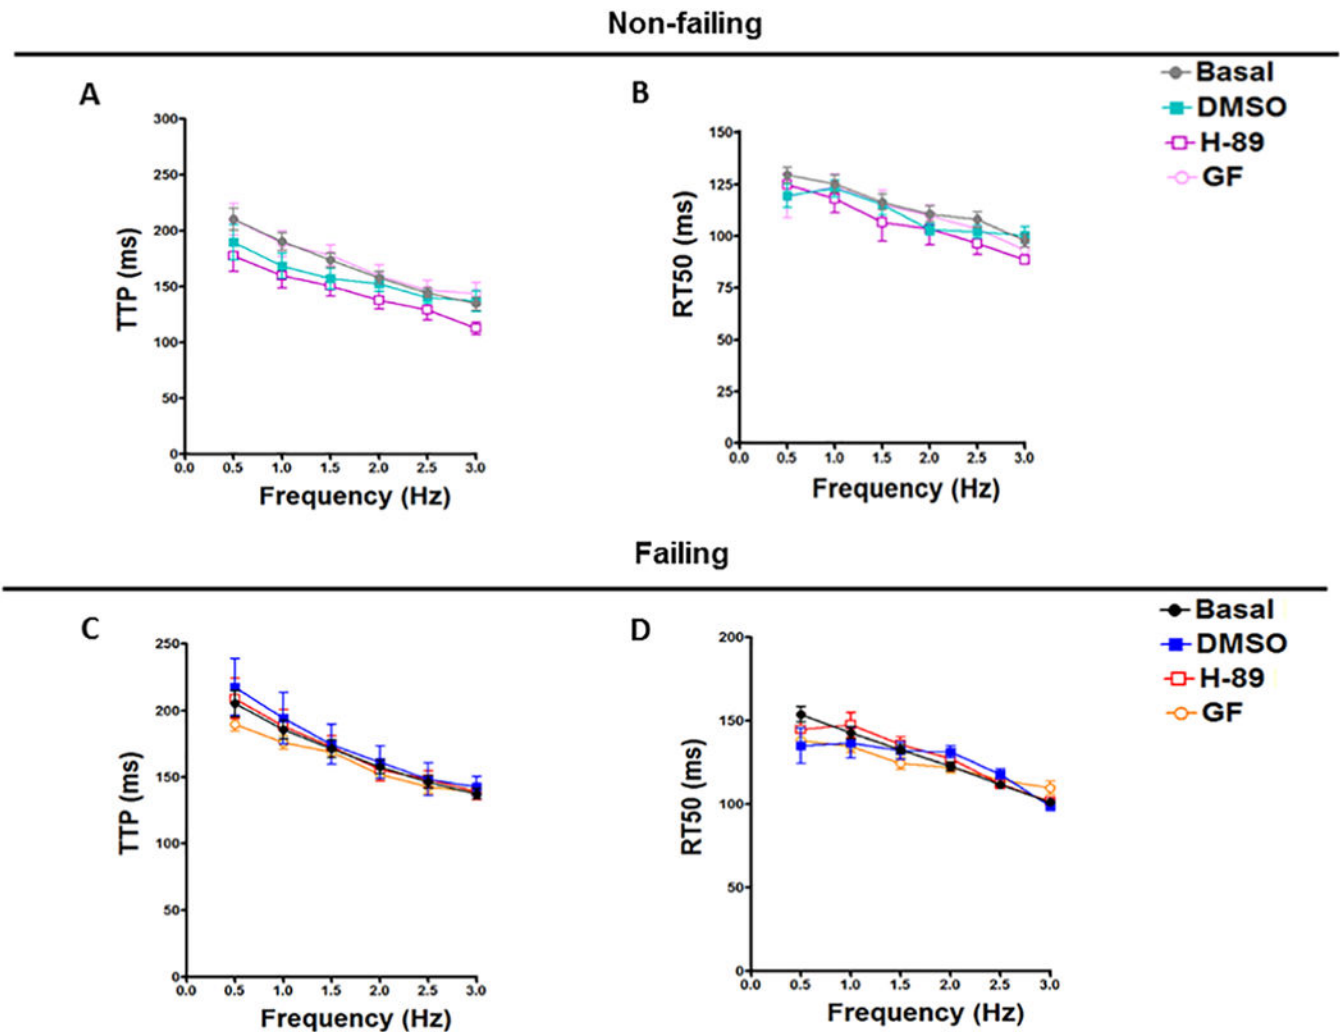 Non-failing
A
300
250
200
150
100
50
0
0.0 0.5 1.0 1.5 2.0 2.5 3.0
TTP (ms)
Frequency (Hz)
B
150
125
100
75
50
25
0
0.0 0.5 1.0 1.5 2.0 2.5 3.0
RT50 (ms)
Frequency (Hz)
Basal
DMSO
H-89
GF
Failing
C
250
200
150
100
50
0
0.0 0.5 1.0 1.5 2.0 2.5 3.0
TTP (ms)
Frequency (Hz)
D
200
150
100
50
0
0.0 0.5 1.0 1.5 2.0 2.5 3.0
RT50 (ms)
Frequency (Hz)
Basal
DMSO
H-89
GF